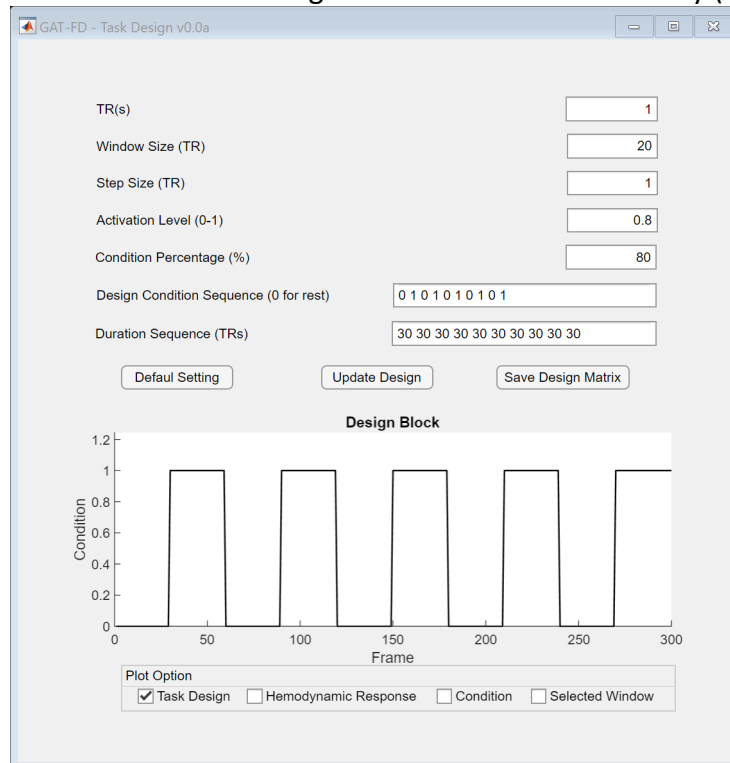 GAT-FD - Task Design v0.0a
TR(s) 1
Window Size (TR) 20
Step Size (TR) 1
Activation Level (0-1) 0.8
Condition Percentage (%) 80
Design Condition Sequence (0 for rest) 0 1 0 1 0 1 0 1 0 1
Duration Sequence (TRs) 30 30 30 30 30 30 30 30 30 30
Defaul Setting Update Design Save Design Matrix
Design Block
1.2
1
0.8
0.6
0.4
0.2
0
Condition
0 50 100 150 200 250 300
Frame
Plot Option
Task Design Hemodynamic Response Condition Selected Window